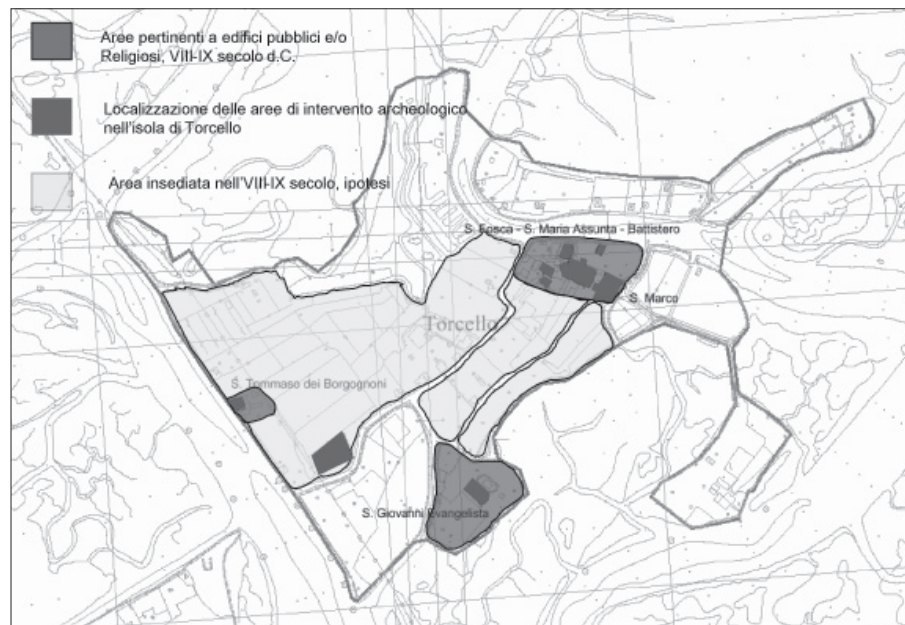 Aree pertinenti a edifici pubblici e/o
Religiosi, VIII-IX secolo d.C.
Localizzazione delle aree di intervento archeologico
nell'isola di Torcello
Area insediata nell'VIII-IX secolo, ipotesi
S. Fosca - S. Maria Assunta - Battistero
S. Marco
Torcello
S. Tommaso dei Borgognoni
S. Giovanni Evangelista